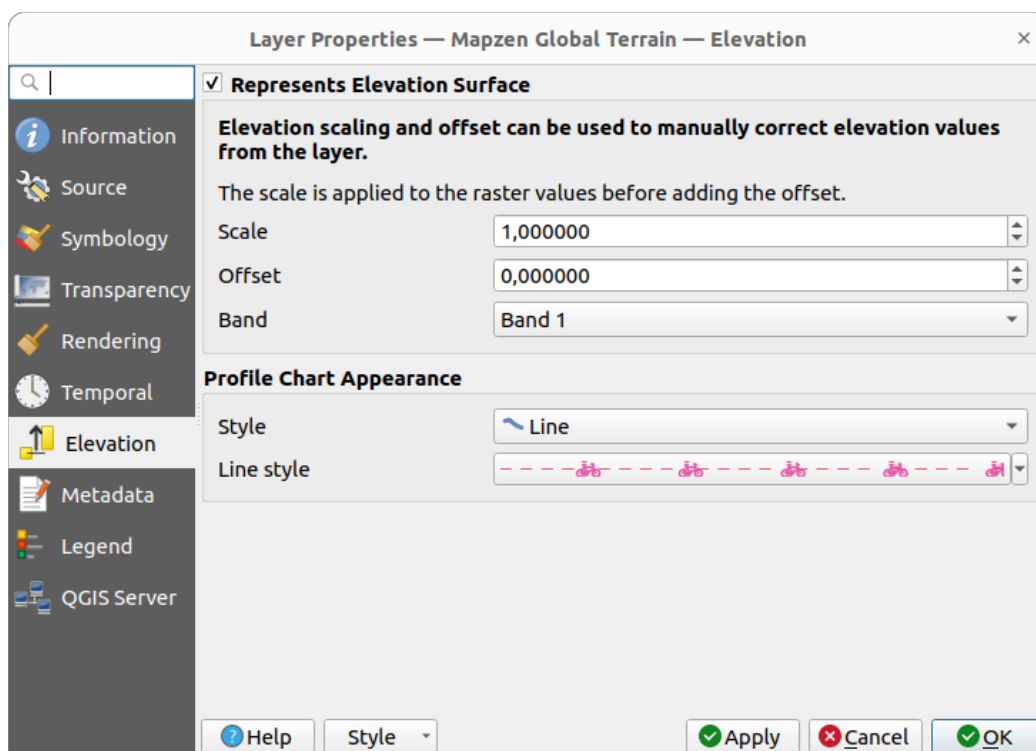 Layer Properties — Mapzen Global Terrain — Elevation
Represents Elevation Surface
Information
Source
Symbology
Transparency
Rendering
Temporal
Elevation
Metadata
Legend
QGIS Server
Elevation scaling and offset can be used to manually correct elevation values
from the layer.
The scale is applied to the raster values before adding the offset.
Scale
1,000000
Offset
0,000000
Band
Band 1
Profile Chart Appearance
Style
Line
Line style
Help
Style
Apply
Cancel
OK